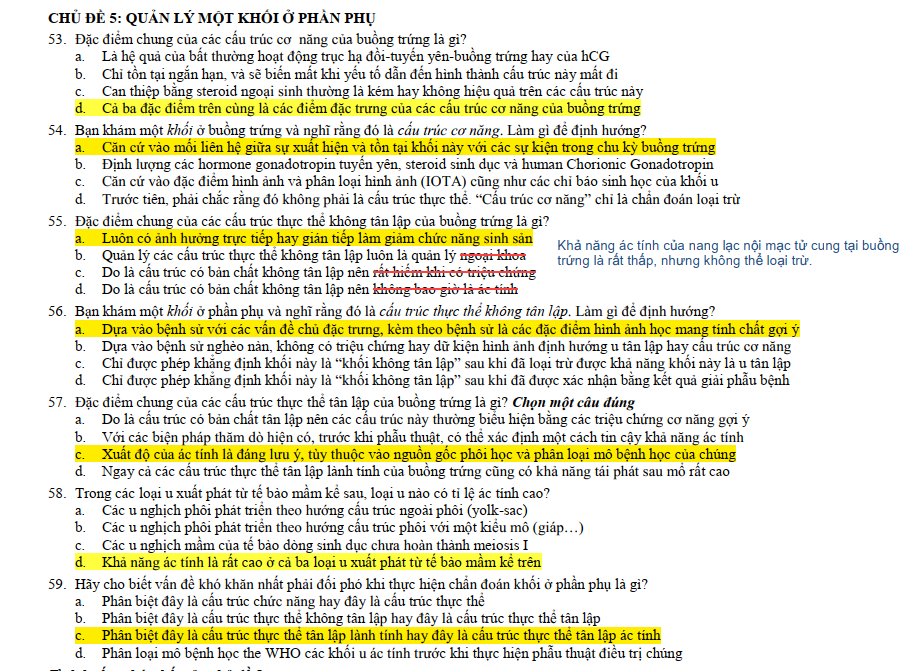 CHỦ ĐỀ 5: QUẢN LÝ MỘT KHỐI Ở PHẦN PHỤ
53. Đặc điểm chung của các cấu trúc cơ năng của buồng trứng là gì?
a. Là hệ quả của bất thường hoạt động trục hạ đồi-tuyến yên-buồng trứng hay của hCG
b. Chỉ tồn tại ngắn hạn, và sẽ biến mất khi yếu tố dẫn đến hình thành cấu trúc này mất đi
c. Can thiệp bằng steroid ngoại sinh thường là kém hay không hiệu quả trên các cấu trúc này
d. Cả ba đặc điểm trên cùng là các điểm đặc trưng của các cấu trúc cơ năng của buồng trứng
54. Bạn khám một khối ở buồng trứng và nghĩ rằng đó là cấu trúc cơ năng. Làm gì để định hướng?
a. Căn cứ vào mối liên hệ giữa sự xuất hiện và tồn tại khối này với các sự kiện trong chu kỳ buồng trứng
b. Định lượng các hormone gonadotropin tuyến yên, steroid sinh dục và human Chorionic Gonadotropin
c. Căn cứ vào đặc điểm hình ảnh và phân loại hình ảnh (IOTA) cũng như các chỉ báo sinh học của khối u
d. Trước tiên, phải chắc rằng đó không phải là cấu trúc thực thể. “Cấu trúc cơ năng” chỉ là chẩn đoán loại trừ
55. Đặc điểm chung của các cấu trúc thực thể không tân lập của buồng trứng là gì?
a. Luôn có ảnh hưởng trực tiếp hay gián tiếp làm giảm chức năng sinh sản
b. Quản lý các cấu trúc thực thể không tân lập luôn là quản lý ngoại khoa
c. Do là cấu trúc có bản chất không tân lập nên rất hiếm khi có triệu chứng
d. Do là cấu trúc có bản chất không tân lập nên không bao giờ là ác tính
Khả năng ác tính của nang lạc nội mạc tử cung tại buồng
trứng là rất thấp, nhưng không thể loại trừ.
56. Bạn khám một khối ở phần phụ và nghĩ rằng đó là cấu trúc thực thể không tân lập. Làm gì để định hướng?
a. Dựa vào bệnh sử với các vấn đề chủ đặc trưng, kèm theo bệnh sử là các đặc điểm hình ảnh học mang tính chất gợi ý
b. Dựa vào bệnh sử nghèo nàn, không có triệu chứng hay dữ kiện hình ảnh định hướng u tân lập hay cấu trúc cơ năng
c. Chỉ được phép khẳng định khối này là “khối không tân lập” sau khi đã loại trừ được khả năng khối này là u tân lập
d. Chỉ được phép khẳng định khối này là “khối không tân lập” sau khi đã được xác nhận bằng kết quả giải phẫu bệnh
57. Đặc điểm chung của các cấu trúc thực thể tân lập của buồng trứng là gì? Chọn một câu đúng
a. Do là cấu trúc có bản chất tân lập nên các cấu trúc này thường biểu hiện bằng các triệu chứng cơ năng gợi ý
b. Với các biện pháp thăm dò hiện có, trước khi phẫu thuật, có thể xác định một cách tin cậy khả năng ác tính
c. Xuất độ của ác tính là đáng lưu ý, tùy thuộc vào nguồn gốc phôi học và phân loại mô bệnh học của chúng
d. Ngay cả các cấu trúc thực thể tân lập lành tính của buồng trứng cũng có khả năng tái phát sau mổ rất cao
58. Trong các loại u xuất phát từ tế bào mầm kể sau, loại u nào có tỉ lệ ác tính cao?
a. Các u nghịch phôi phát triển theo hướng cấu trúc ngoài phôi (yolk-sac)
b. Các u nghịch phôi phát triển theo hướng cấu trúc phôi với một kiểu mô (giáp…)
c. Các u nghịch mầm của tế bào dòng sinh dục chưa hoàn thành meiosis I
d. Khả năng ác tính là rất cao ở cả ba loại u xuất phát từ tế bào mầm kể trên
59. Hãy cho biết vấn đề khó khăn nhất phải đối phó khi thực hiện chẩn đoán khối ở phần phụ là gì?
a. Phân biệt đây là cấu trúc chức năng hay đây là cấu trúc thực thể
b. Phân biệt đây là cấu trúc thực thể không tân lập hay đây là cấu trúc thực thể tân lập
c. Phân biệt đây là cấu trúc thực thể tân lập lành tính hay đây là cấu trúc thực thể tân lập ác tính
d. Phân loại mô bệnh học the WHO các khối u ác tính trước khi thực hiện phẫu thuật điều trị chúng